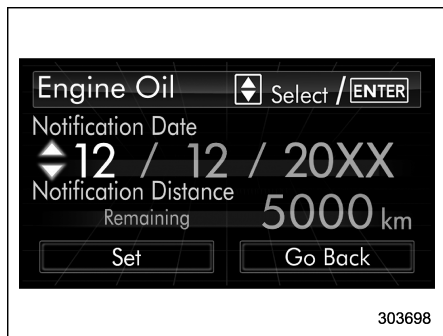 Engine Oil Select / ENTER
Notification Date
12 / 12 / 20XX
Notification Distance
Remaining 5000 km
Set Go Back
303698